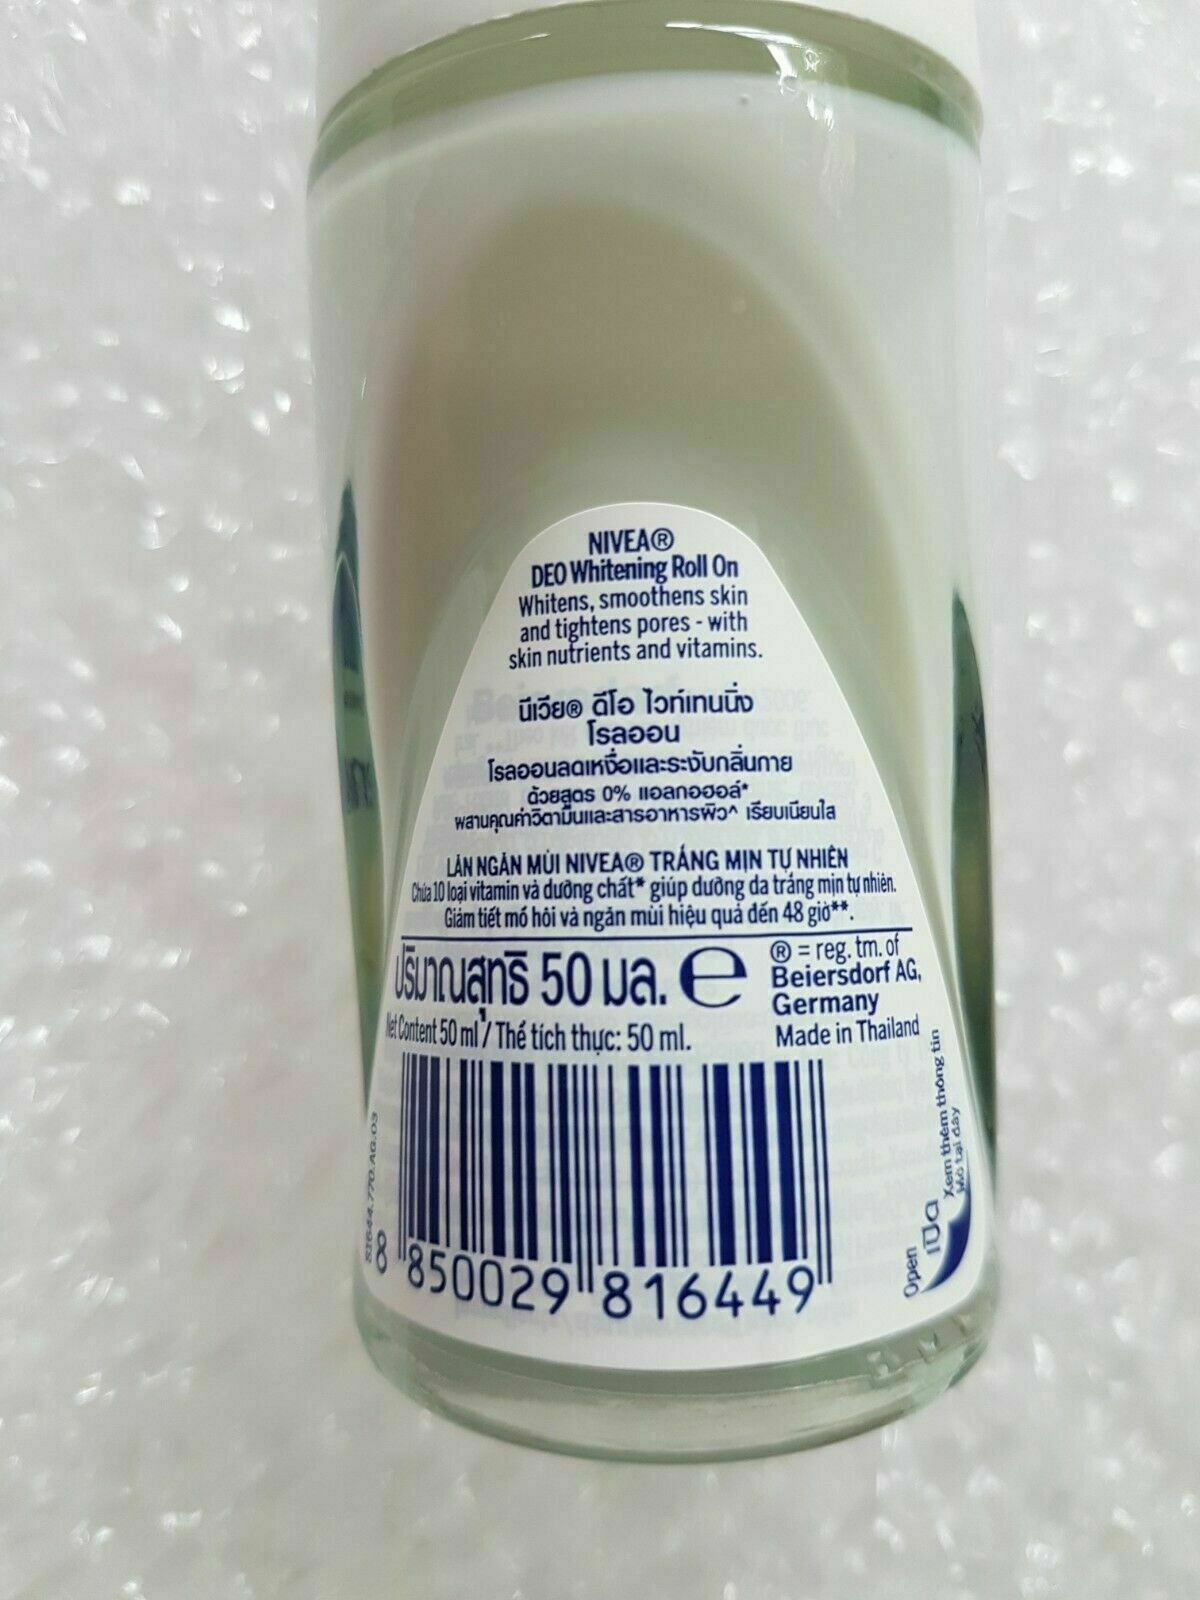 NIVEA®
DEO Whitening Roll On
Whitens, smoothens skin
and tightens pores - with
skin nutrients and vitamins.
นีเวีย® ดีโอ ไวท์เทนนิ่ง
โรลออน
โรลออนลดเหงื่อและระงับกลิ่นกาย
ด้วยสูตร 0% แอลกอฮอล์*
ผสานคุณค่าวิตามินและสารอาหารผิว^ เรียบเนียนใส
LĂN NGĂN MÙI NIVEA® TRẮNG MỊN TỰ NHIÊN
Chứa 10 loại vitamin và dưỡng chất* giúp dưỡng da trắng mịn tự nhiên.
Giảm tiết mồ hôi và ngăn mùi hiệu quả đến 48 giờ**.
ปริมาณสุทธิ 50 มล. ℮
Net Content 50 ml / Thể tích thực: 50 ml.
® = reg. tm. of
Beiersdorf AG,
Germany
Made in Thailand
81644.770.AG.03
8 850029 816449
Open
เปิด
Xem thêm thông tin
Mở tại đây